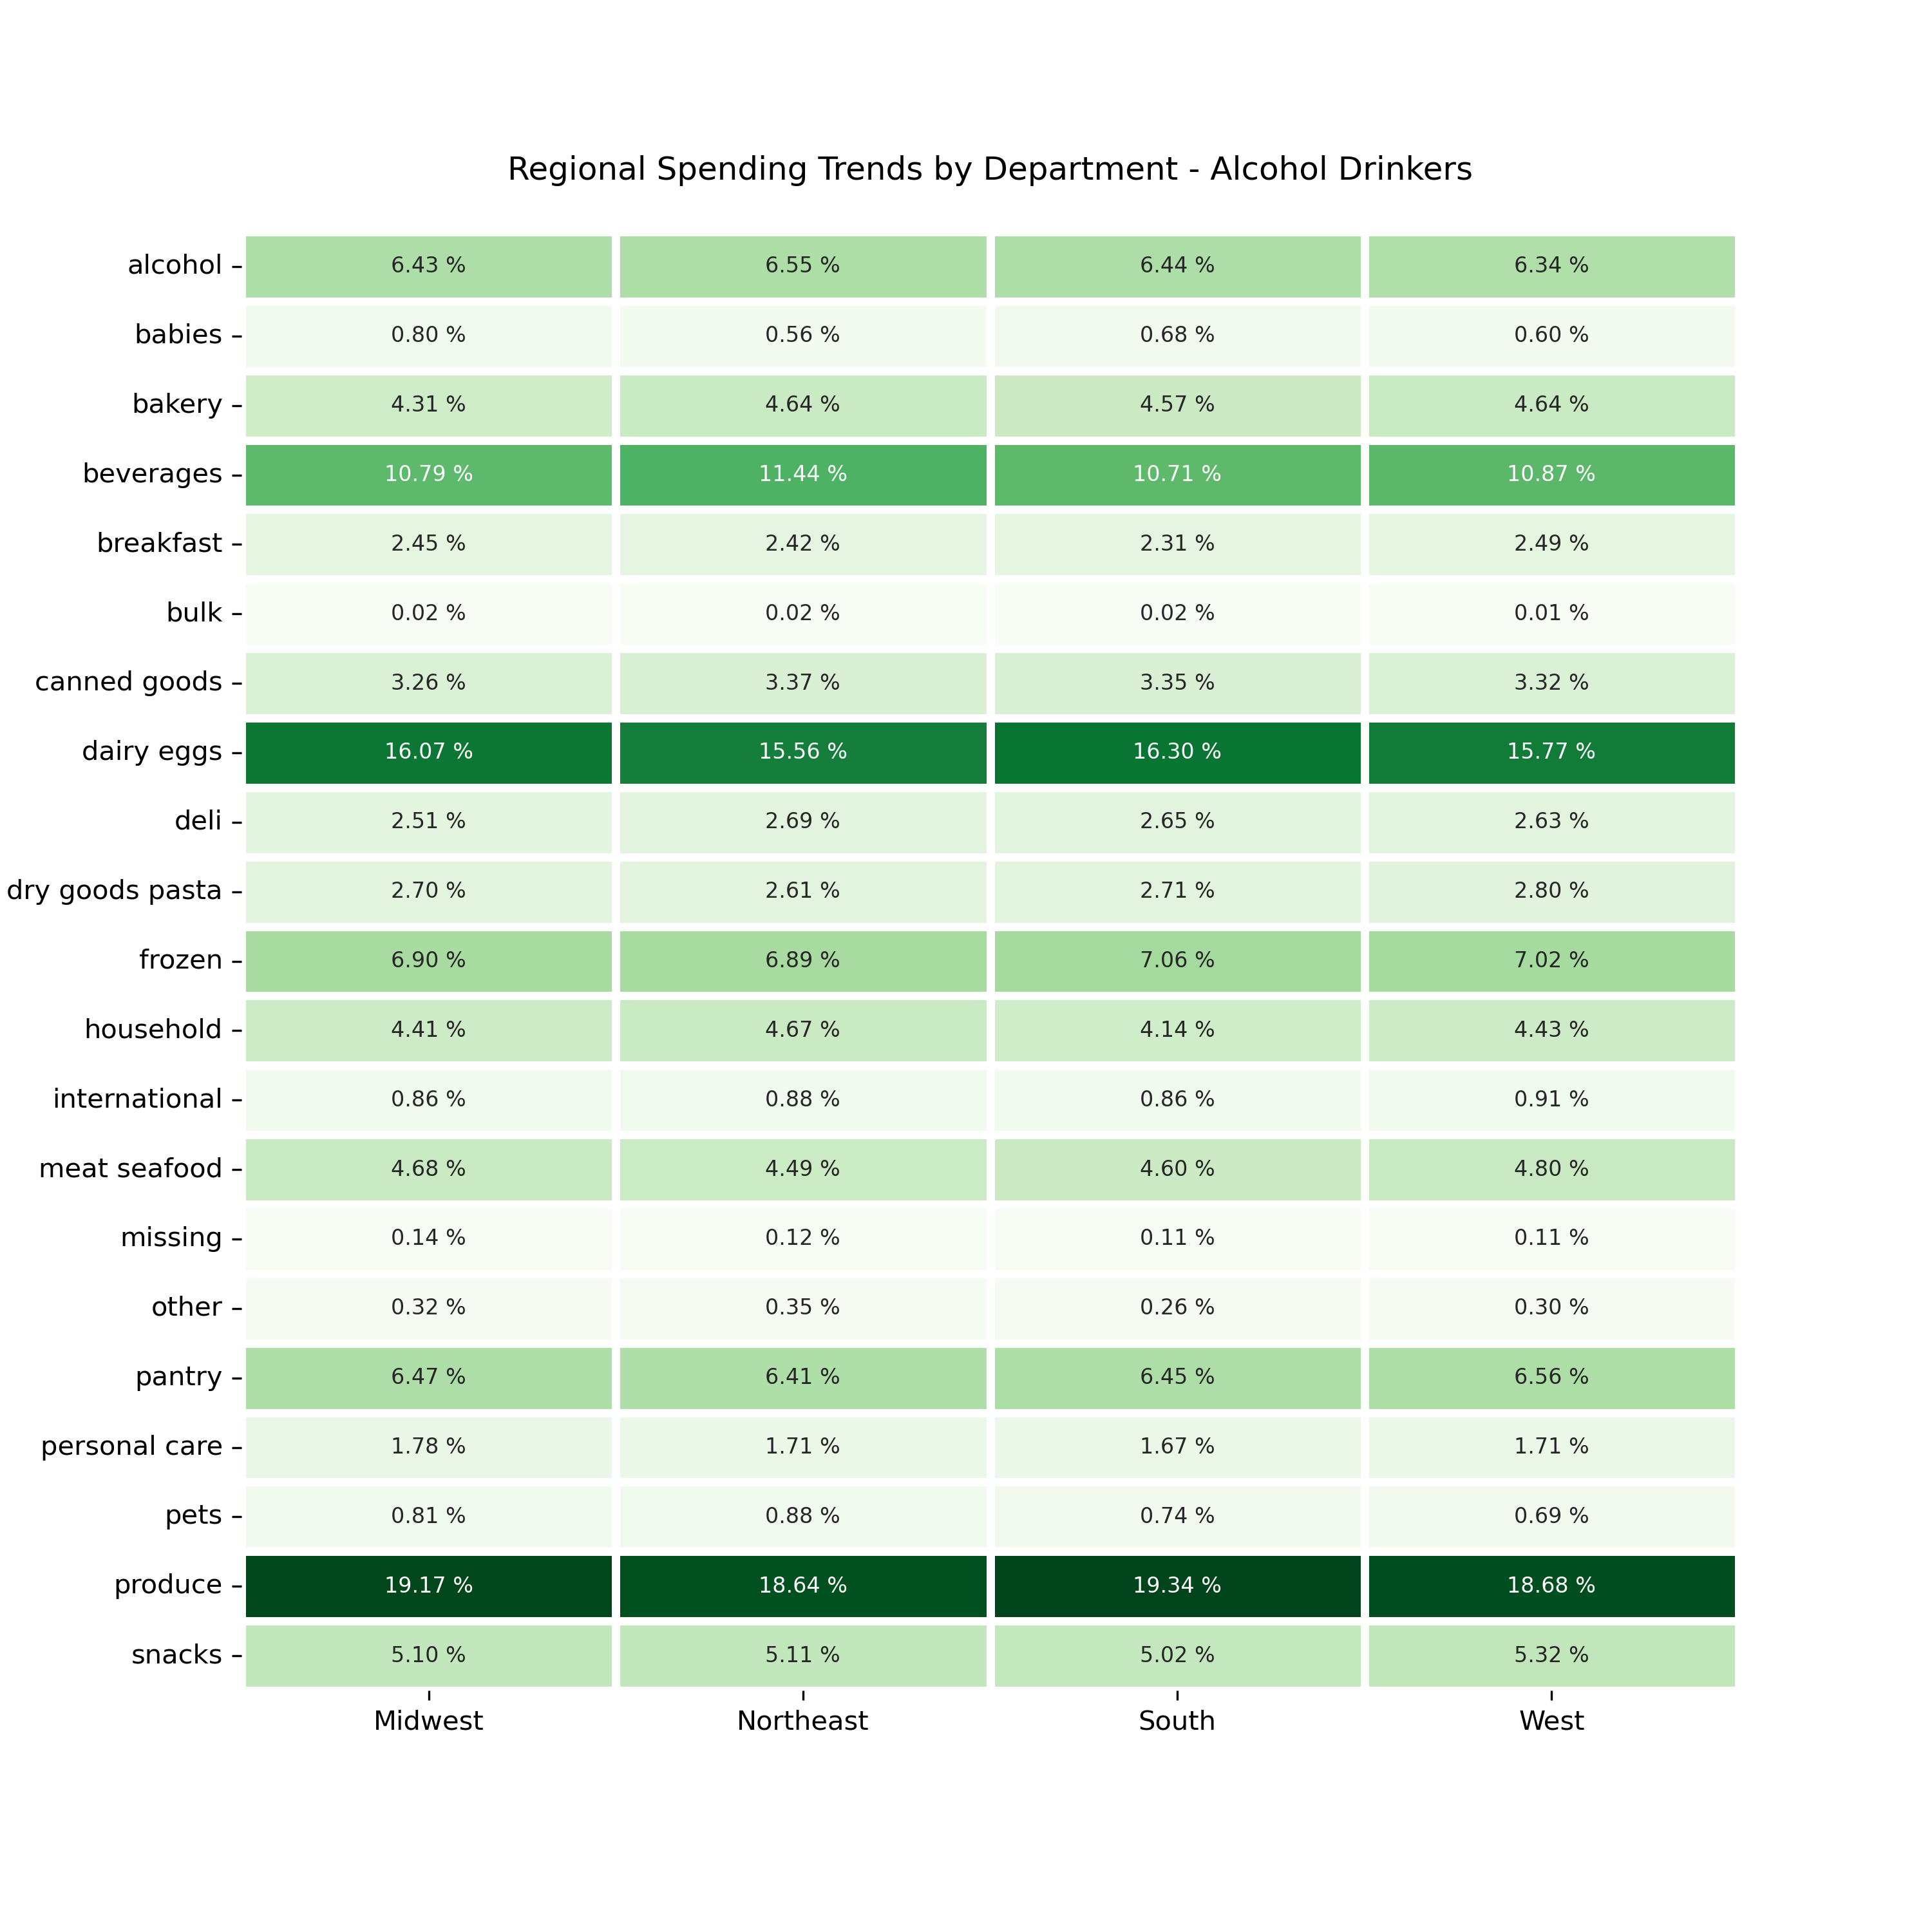 Regional Spending Trends by Department - Alcohol Drinkers
alcohol 6.43 % 6.55 % 6.44 % 6.34 %
babies 0.80 % 0.56 % 0.68 % 0.60 %
bakery 4.31 % 4.64 % 4.57 % 4.64 %
beverages 10.79 % 11.44 % 10.71 % 10.87 %
breakfast 2.45 % 2.42 % 2.31 % 2.49 %
bulk 0.02 % 0.02 % 0.02 % 0.01 %
canned goods 3.26 % 3.37 % 3.35 % 3.32 %
dairy eggs 16.07 % 15.56 % 16.30 % 15.77 %
deli 2.51 % 2.69 % 2.65 % 2.63 %
dry goods pasta 2.70 % 2.61 % 2.71 % 2.80 %
frozen 6.90 % 6.89 % 7.06 % 7.02 %
household 4.41 % 4.67 % 4.14 % 4.43 %
international 0.86 % 0.88 % 0.86 % 0.91 %
meat seafood 4.68 % 4.49 % 4.60 % 4.80 %
missing 0.14 % 0.12 % 0.11 % 0.11 %
other 0.32 % 0.35 % 0.26 % 0.30 %
pantry 6.47 % 6.41 % 6.45 % 6.56 %
personal care 1.78 % 1.71 % 1.67 % 1.71 %
pets 0.81 % 0.88 % 0.74 % 0.69 %
produce 19.17 % 18.64 % 19.34 % 18.68 %
snacks 5.10 % 5.11 % 5.02 % 5.32 %
Midwest Northeast South West